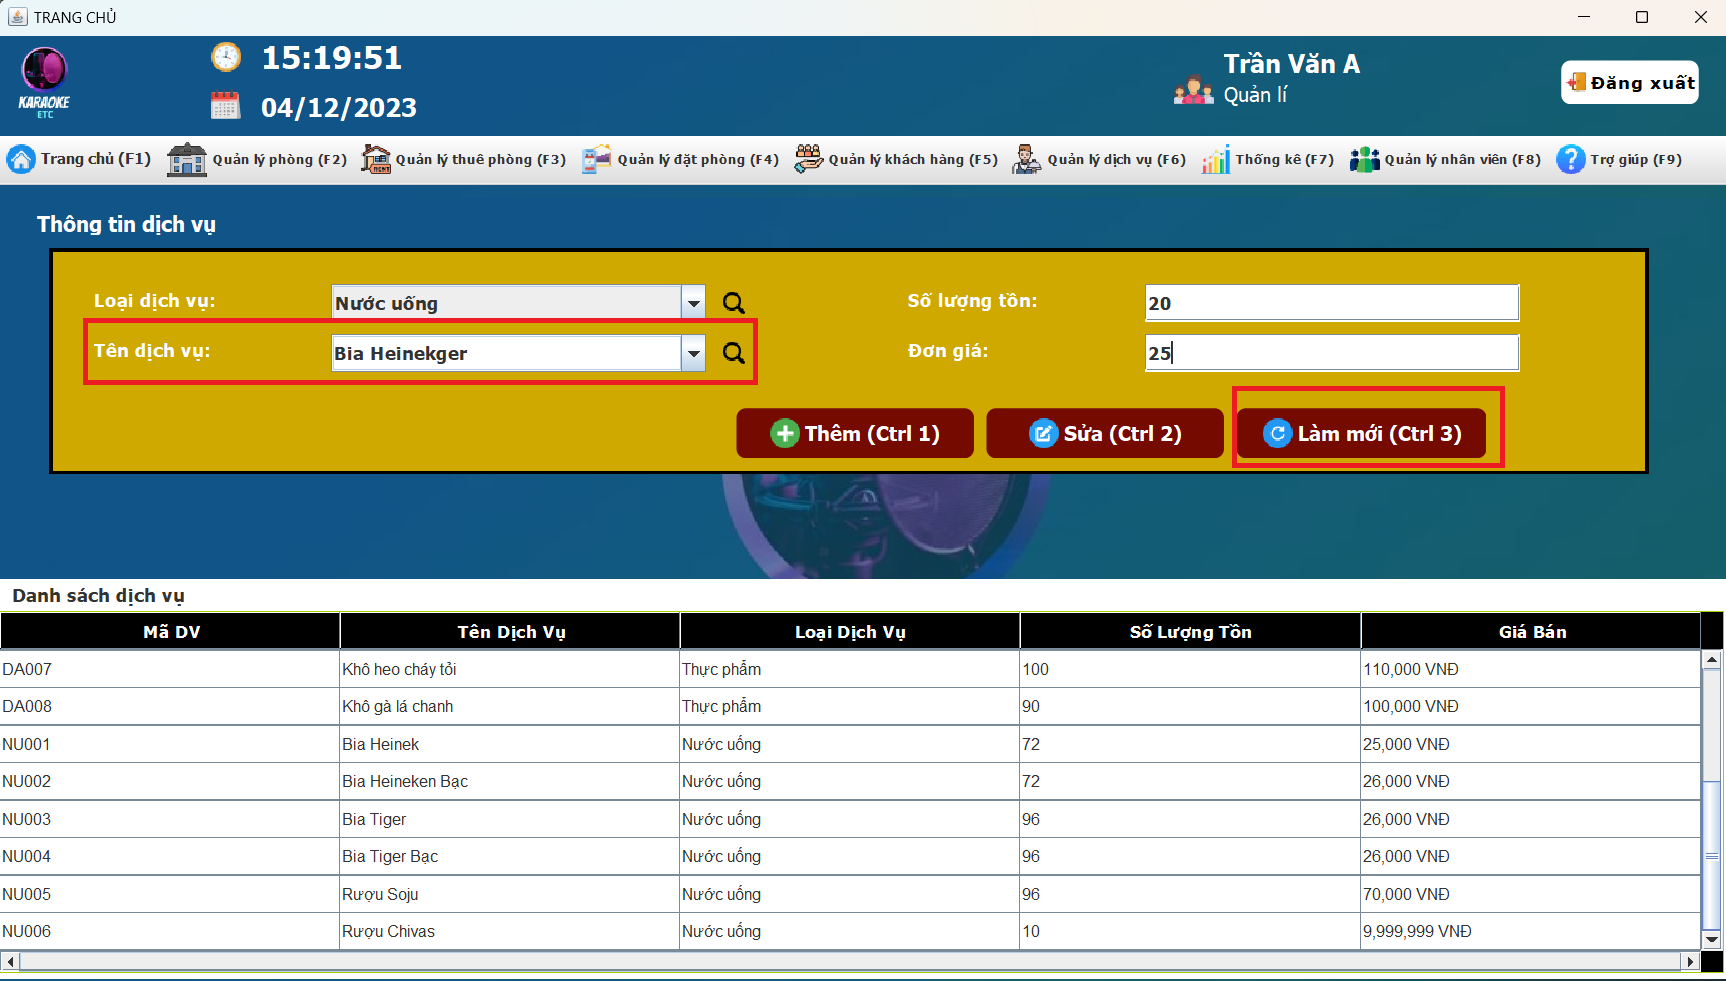 TRANG CHỦ
KARAOKE
ETC
15:19:51
04/12/2023
Trần Văn A
Quản lí
Đăng xuất
Trang chủ (F1) Quản lý phòng (F2) Quản lý thuê phòng (F3) Quản lý đặt phòng (F4) Quản lý khách hàng (F5) Quản lý dịch vụ (F6) Thống kê (F7) Quản lý nhân viên (F8) Trợ giúp (F9)
Thông tin dịch vụ
Loại dịch vụ: Nước uống Số lượng tồn: 20
Tên dịch vụ: Bia Heinekger Đơn giá: 25
Thêm (Ctrl 1) Sửa (Ctrl 2) Làm mới (Ctrl 3)
Danh sách dịch vụ
Mã DV Tên Dịch Vụ Loại Dịch Vụ Số Lượng Tồn Giá Bán
DA007 Khô heo cháy tỏi Thực phẩm 100 110,000 VNĐ
DA008 Khô gà lá chanh Thực phẩm 90 100,000 VNĐ
NU001 Bia Heinek Nước uống 72 25,000 VNĐ
NU002 Bia Heineken Bạc Nước uống 72 26,000 VNĐ
NU003 Bia Tiger Nước uống 96 26,000 VNĐ
NU004 Bia Tiger Bạc Nước uống 96 26,000 VNĐ
NU005 Rượu Soju Nước uống 96 70,000 VNĐ
NU006 Rượu Chivas Nước uống 10 9,999,999 VNĐ